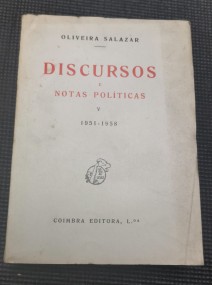 OLIVEIRA SALAZAR
DISCURSOS
E
NOTAS POLÍTICAS
V
1951-1958
COIMBRA EDITORA, L.DA